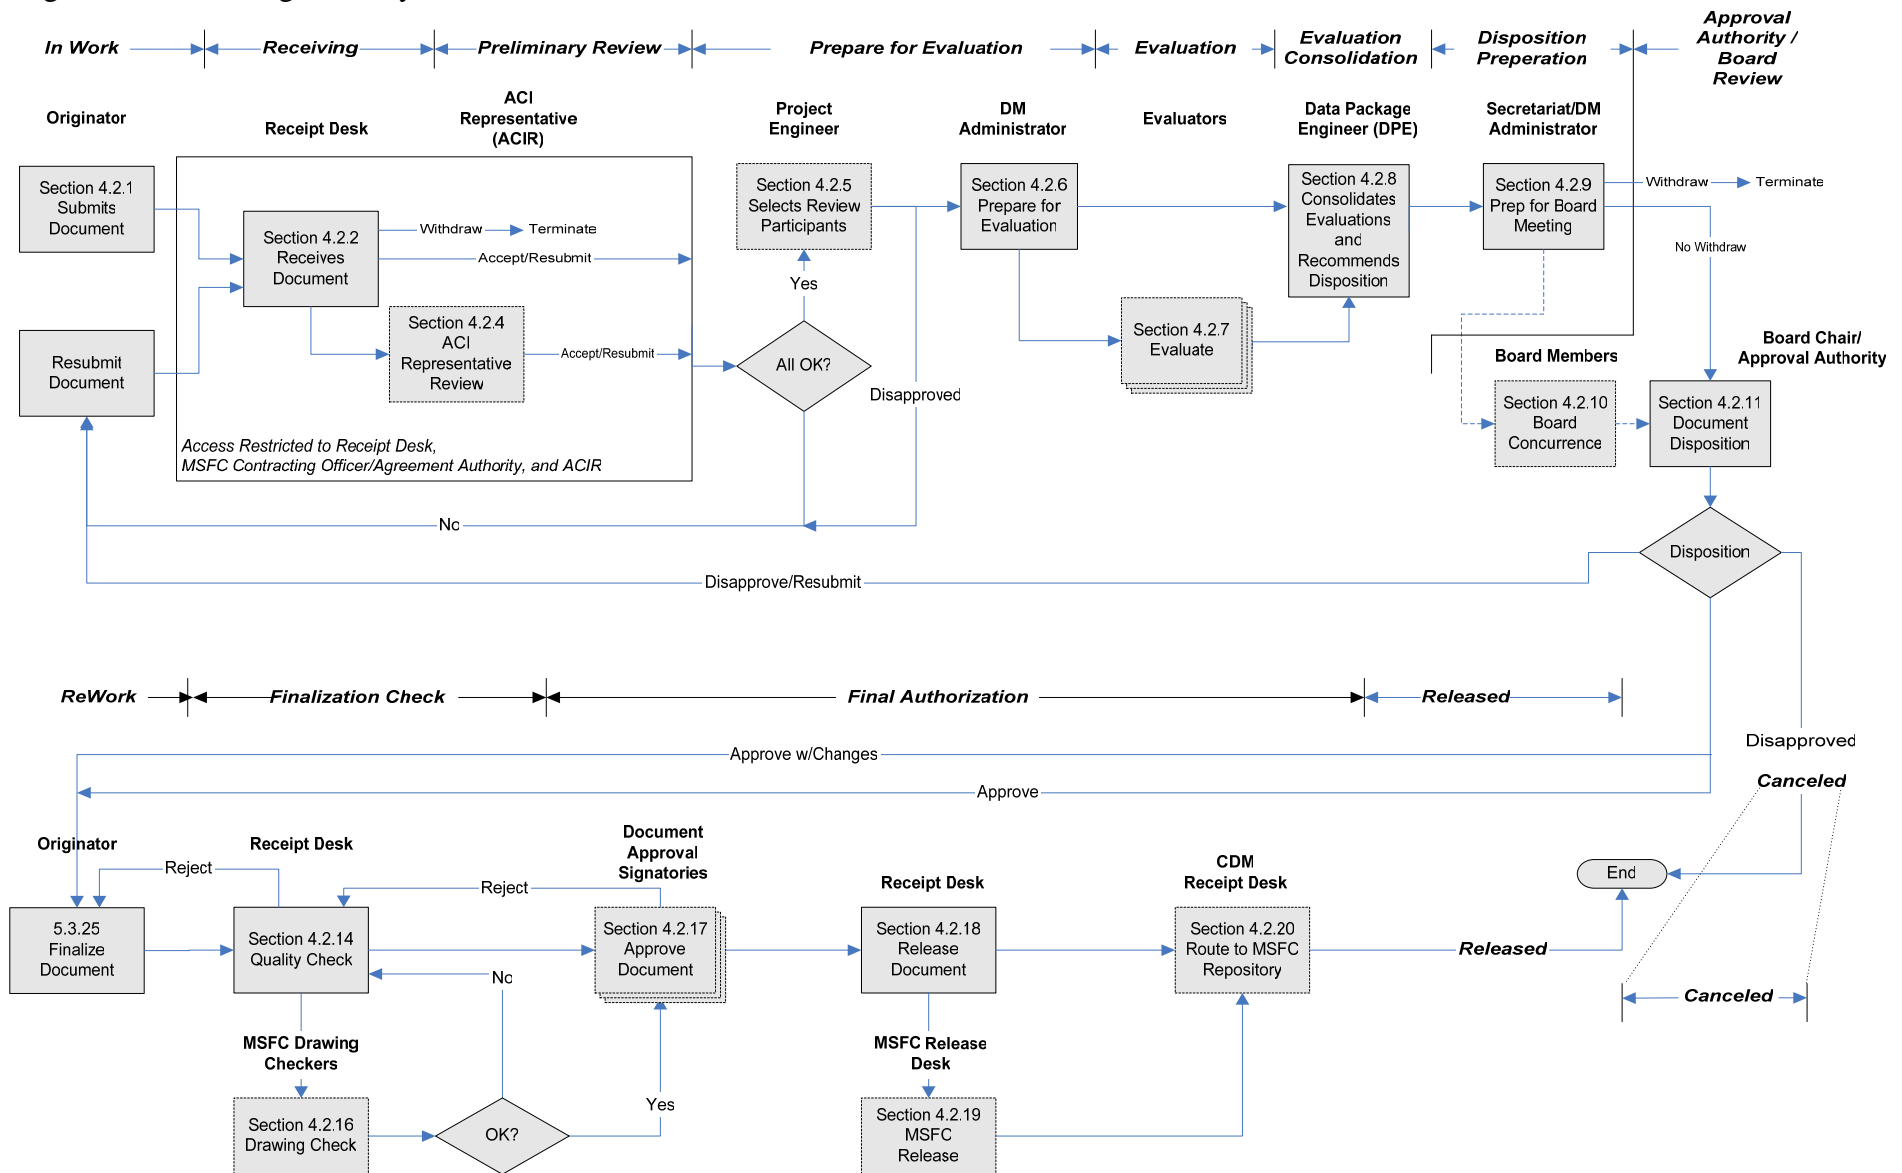 In Work
Receiving
Preliminary Review
Prepare for Evaluation
Evaluation
Evaluation
Consolidation
Disposition
Preperation
Approval
Authority /
Board
Review
Originator
Receipt Desk
ACI
Representative
(ACIR)
Project
Engineer
DM
Administrator
Evaluators
Data Package
Engineer (DPE)
Secretariat/DM
Administrator
Section 4.2.1
Submits
Document
Section 4.2.2
Receives
Document
Withdraw
Terminate
Accept/Resubmit
Section 4.2.4
ACI
Representative
Review
Accept/Resubmit
Resubmit
Document
Access Restricted to Receipt Desk,
MSFC Contracting Officer/Agreement Authority, and ACIR
Section 4.2.5
Selects Review
Participants
Yes
All OK?
Disapproved
No
Section 4.2.6
Prepare for
Evaluation
Section 4.2.7
Evaluate
Section 4.2.8
Consolidates
Evaluations
and
Recommends
Disposition
Section 4.2.9
Prep for Board
Meeting
Withdraw
Terminate
No Withdraw
Board Members
Board Chair/
Approval Authority
Section 4.2.10
Board
Concurrence
Section 4.2.11
Document
Disposition
Disposition
Disapprove/Resubmit
ReWork
Finalization Check
Final Authorization
Released
Approve w/Changes
Disapproved
Approve
Canceled
Originator
Receipt Desk
Document
Approval
Signatories
Receipt Desk
CDM
Receipt Desk
Reject
Reject
End
5.3.25
Finalize
Document
Section 4.2.14
Quality Check
Section 4.2.17
Approve
Document
Section 4.2.18
Release
Document
Section 4.2.20
Route to MSFC
Repository
Released
No
Canceled
MSFC Drawing
Checkers
MSFC Release
Desk
Section 4.2.16
Drawing Check
OK?
Yes
Section 4.2.19
MSFC
Release